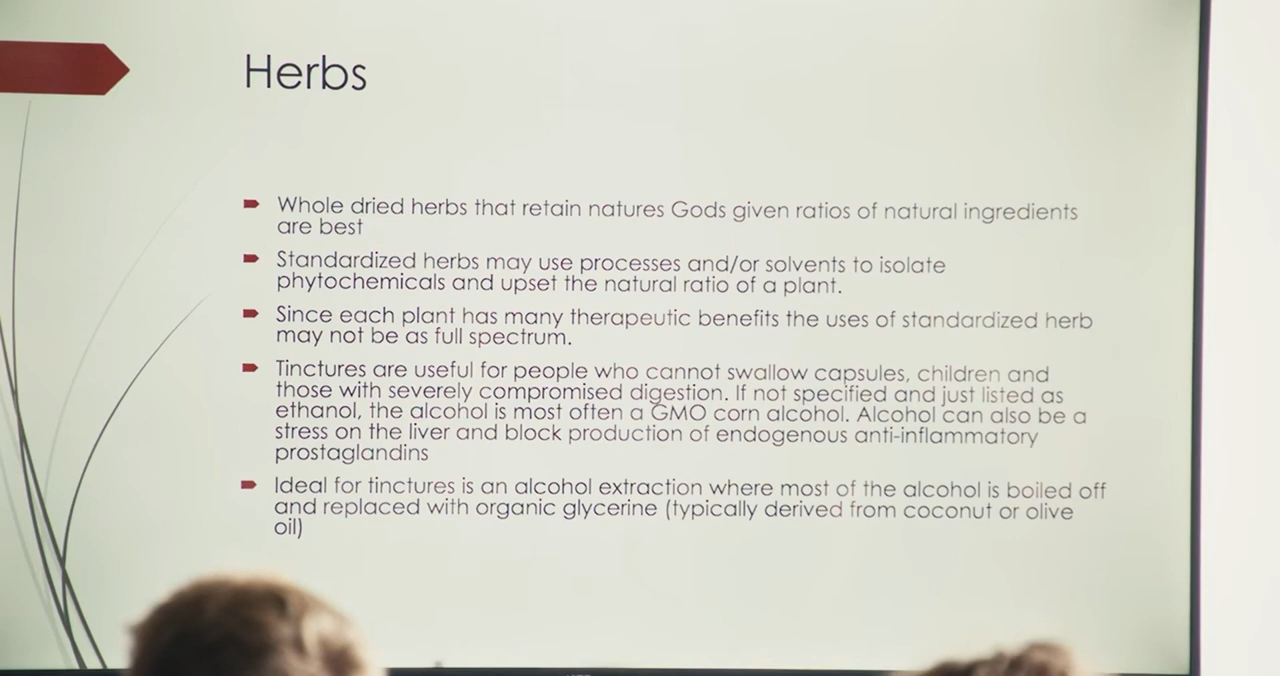 Herbs
Whole dried herbs that retain natures Gods given ratios of natural ingredients
are best
Standardized herbs may use processes and/or solvents to isolate
phytochemicals and upset the natural ratio of a plant.
Since each plant has many therapeutic benefits the uses of standardized herb
may not be as full spectrum.
Tinctures are useful for people who cannot swallow capsules, children and
those with severely compromised digestion. If not specified and just listed as
ethanol, the alcohol is most often a GMO corn alcohol. Alcohol can also be a
stress on the liver and block production of endogenous anti-inflammatory
prostaglandins
Ideal for tinctures is an alcohol extraction where most of the alcohol is boiled off
and replaced with organic glycerine (typically derived from coconut or olive
oil)